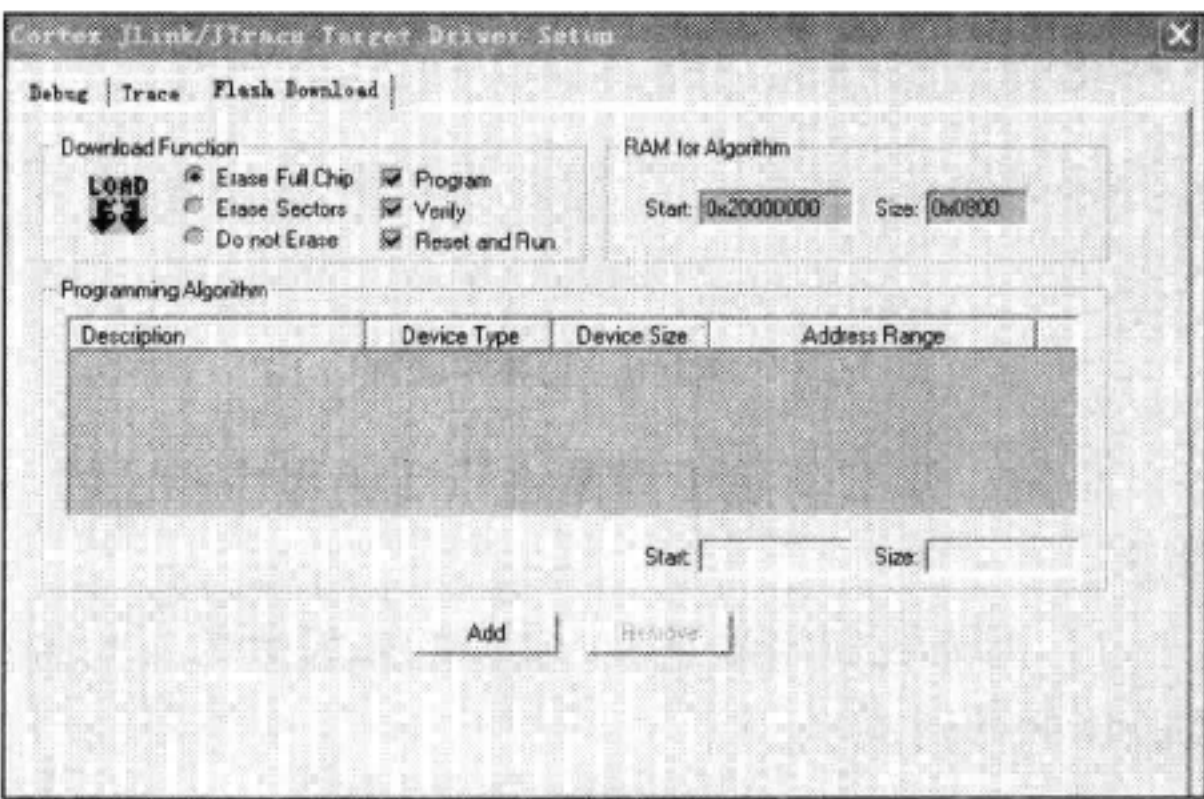 Cortex JLink/JTrace Target Driver Setup
Debug Trace Flash Download
Download Function
LOAD
Erase Full Chip
Erase Sectors
Do not Erase
Program
Verify
Reset and Run
RAM for Algorithm
Start: 0x20000000 Size: 0x0800
Programming Algorithm
Description Device Type Device Size Address Range
Start: Size:
Add Remove